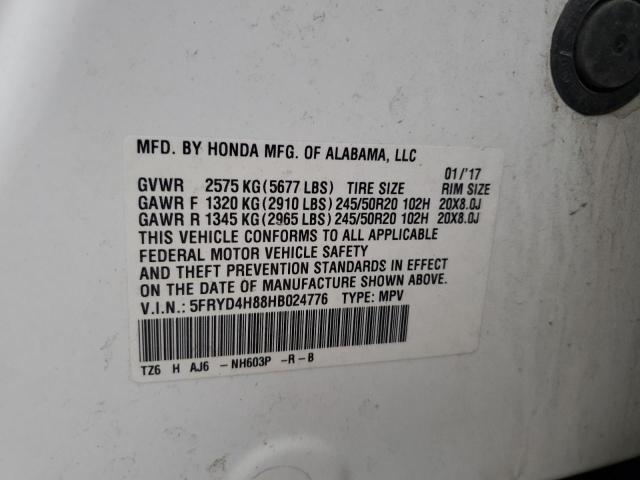 MFD. BY HONDA MFG. OF ALABAMA, LLC
01/'17
GVWR 2575 KG(5677 LBS) TIRE SIZE RIM SIZE
GAWR F 1320 KG(2910 LBS) 245/50R20 102H 20X8.0J
GAWR R 1345 KG(2965 LBS) 245/50R20 102H 20X8.0J
THIS VEHICLE CONFORMS TO ALL APPLICABLE
FEDERAL MOTOR VEHICLE SAFETY
AND THEFT PREVENTION STANDARDS IN EFFECT
ON THE DATE OF MANUFACTURE SHOWN ABOVE.
V.I.N.: 5FRYD4H88HB024776 TYPE: MPV
TZ6 H AJ6 -NH603P -R-B